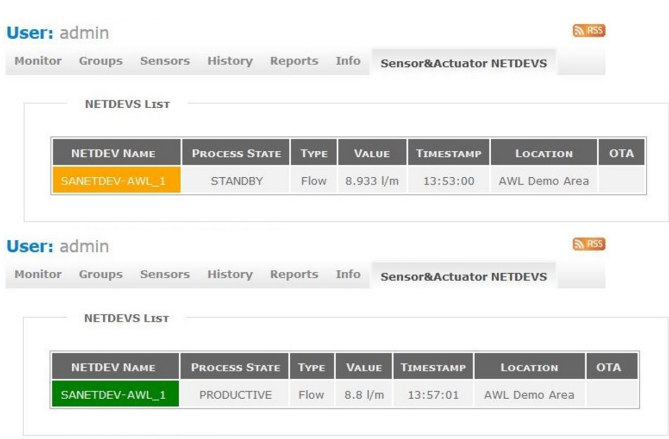 User: admin
RSS
Monitor Groups Sensors History Reports Info Sensor&Actuator NETDEVS
NETDEVS List
NETDEV Name Process State Type Value Timestamp Location OTA
SANETDEV-AWL_1 STANDBY Flow 8.933 l/m 13:53:00 AWL Demo Area
User: admin
RSS
Monitor Groups Sensors History Reports Info Sensor&Actuator NETDEVS
NETDEVS List
NETDEV Name Process State Type Value Timestamp Location OTA
SANETDEV-AWL_1 PRODUCTIVE Flow 8.8 l/m 13:57:01 AWL Demo Area